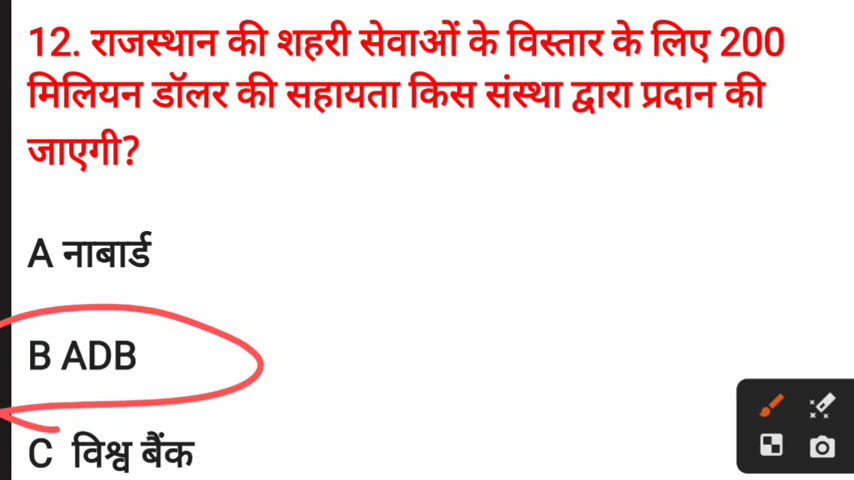 12. राजस्थान की शहरी सेवाओं के विस्तार के लिए 200
मिलियन डॉलर की सहायता किस संस्था द्वारा प्रदान की
जाएगी?
A नाबार्ड
B ADB
C विश्व बैंक